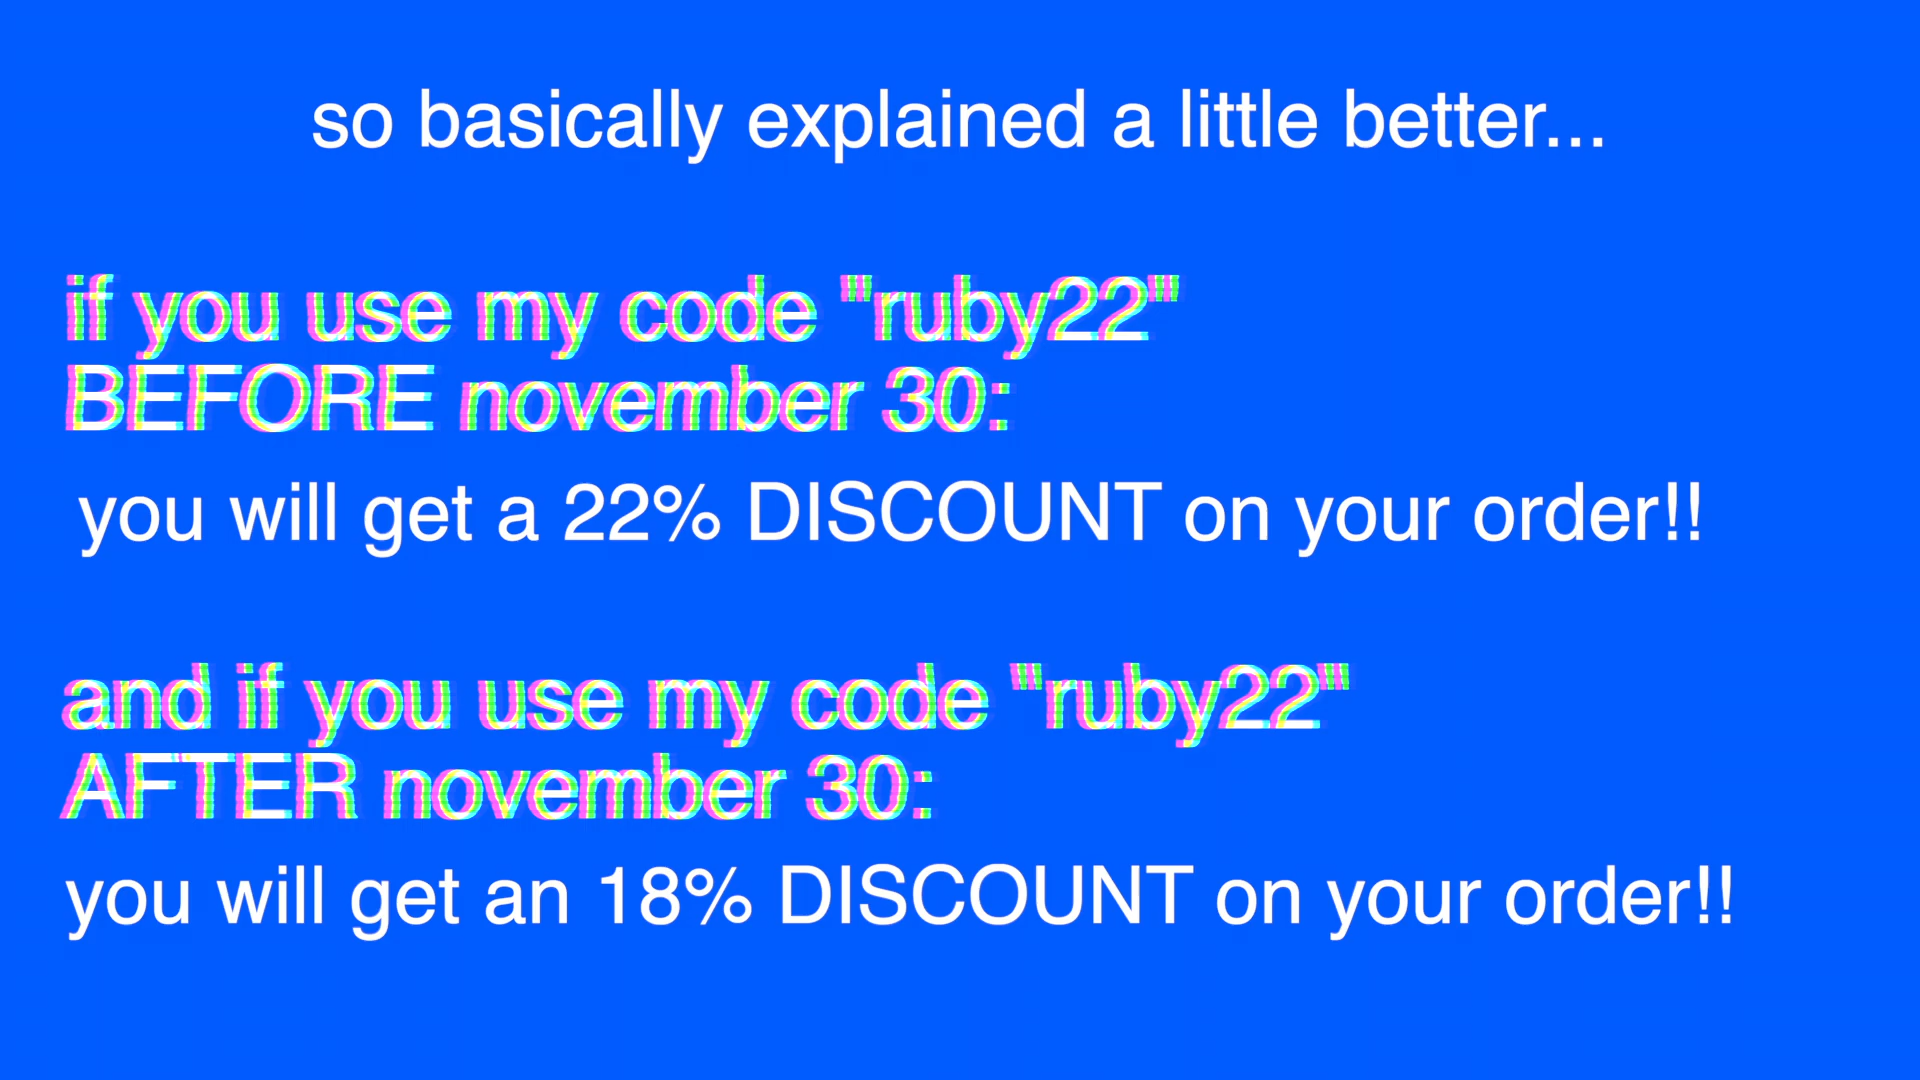 so basically explained a little better...
if you use my code "ruby22"
BEFORE november 30:
you will get a 22% DISCOUNT on your order!!
and if you use my code "ruby22"
AFTER november 30:
you will get an 18% DISCOUNT on your order!!